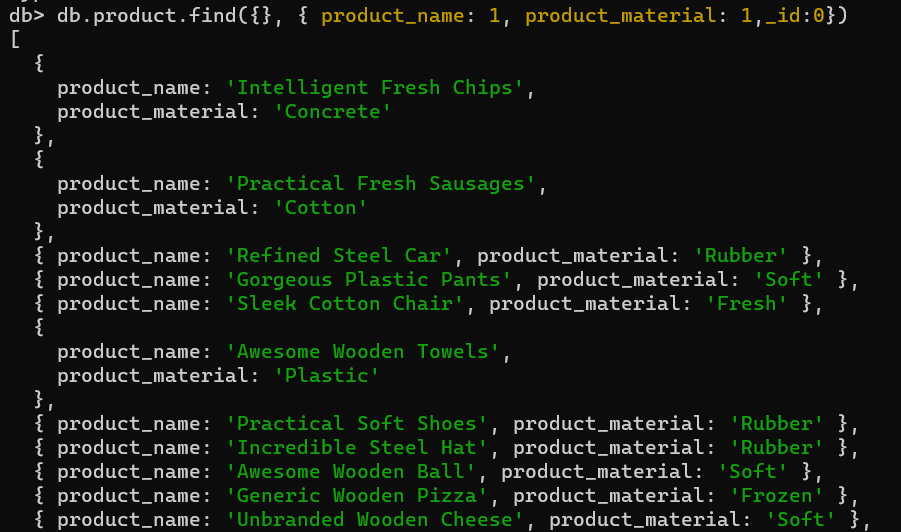 db> db.product.find({}, { product_name: 1, product_material: 1,_id:0})
[
  {
    product_name: 'Intelligent Fresh Chips',
    product_material: 'Concrete'
  },
  {
    product_name: 'Practical Fresh Sausages',
    product_material: 'Cotton'
  },
  { product_name: 'Refined Steel Car', product_material: 'Rubber' },
  { product_name: 'Gorgeous Plastic Pants', product_material: 'Soft' },
  { product_name: 'Sleek Cotton Chair', product_material: 'Fresh' },
  {
    product_name: 'Awesome Wooden Towels',
    product_material: 'Plastic'
  },
  { product_name: 'Practical Soft Shoes', product_material: 'Rubber' },
  { product_name: 'Incredible Steel Hat', product_material: 'Rubber' },
  { product_name: 'Awesome Wooden Ball', product_material: 'Soft' },
  { product_name: 'Generic Wooden Pizza', product_material: 'Frozen' },
  { product_name: 'Unbranded Wooden Cheese', product_material: 'Soft' },